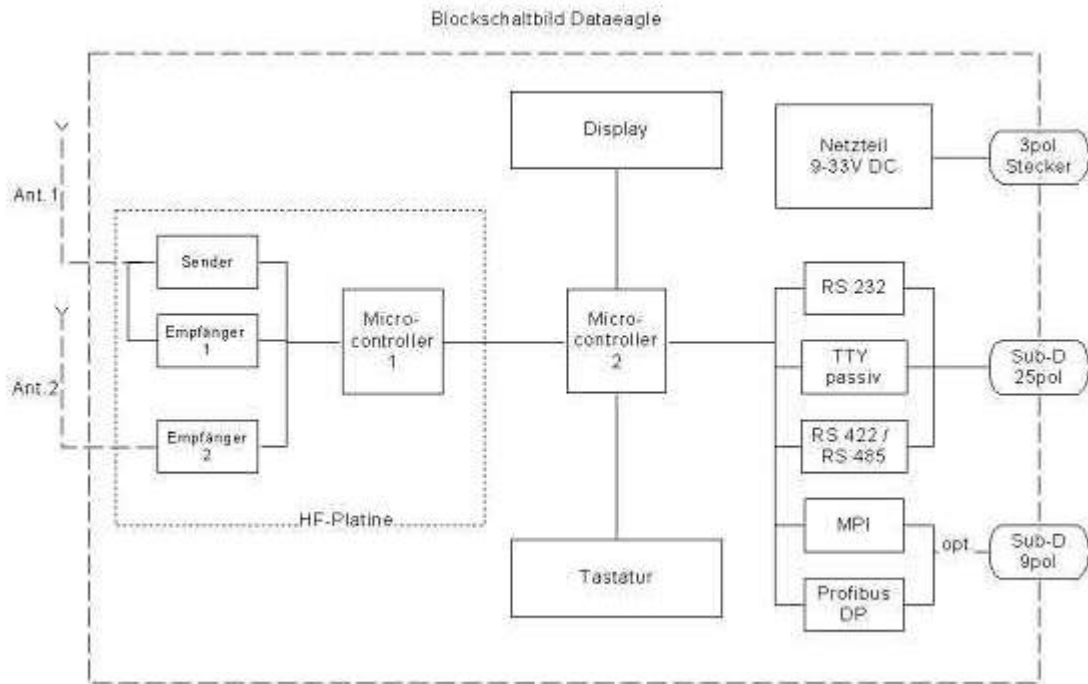 Blockschaltbild Dataeagle
Display
Netzteil
9-33V DC
3pol
Stecker
Ant.1
Sender
Empfänger
1
Micro-
controller
1
Micro-
controller
2
RS 232
TTY
passiv
Sub-D
25pol
Ant.2
Empfänger
2
RS 422 /
RS 485
HF-Platine
MPI
opt
Sub-D
9pol
Tastatur
Profibus
DP